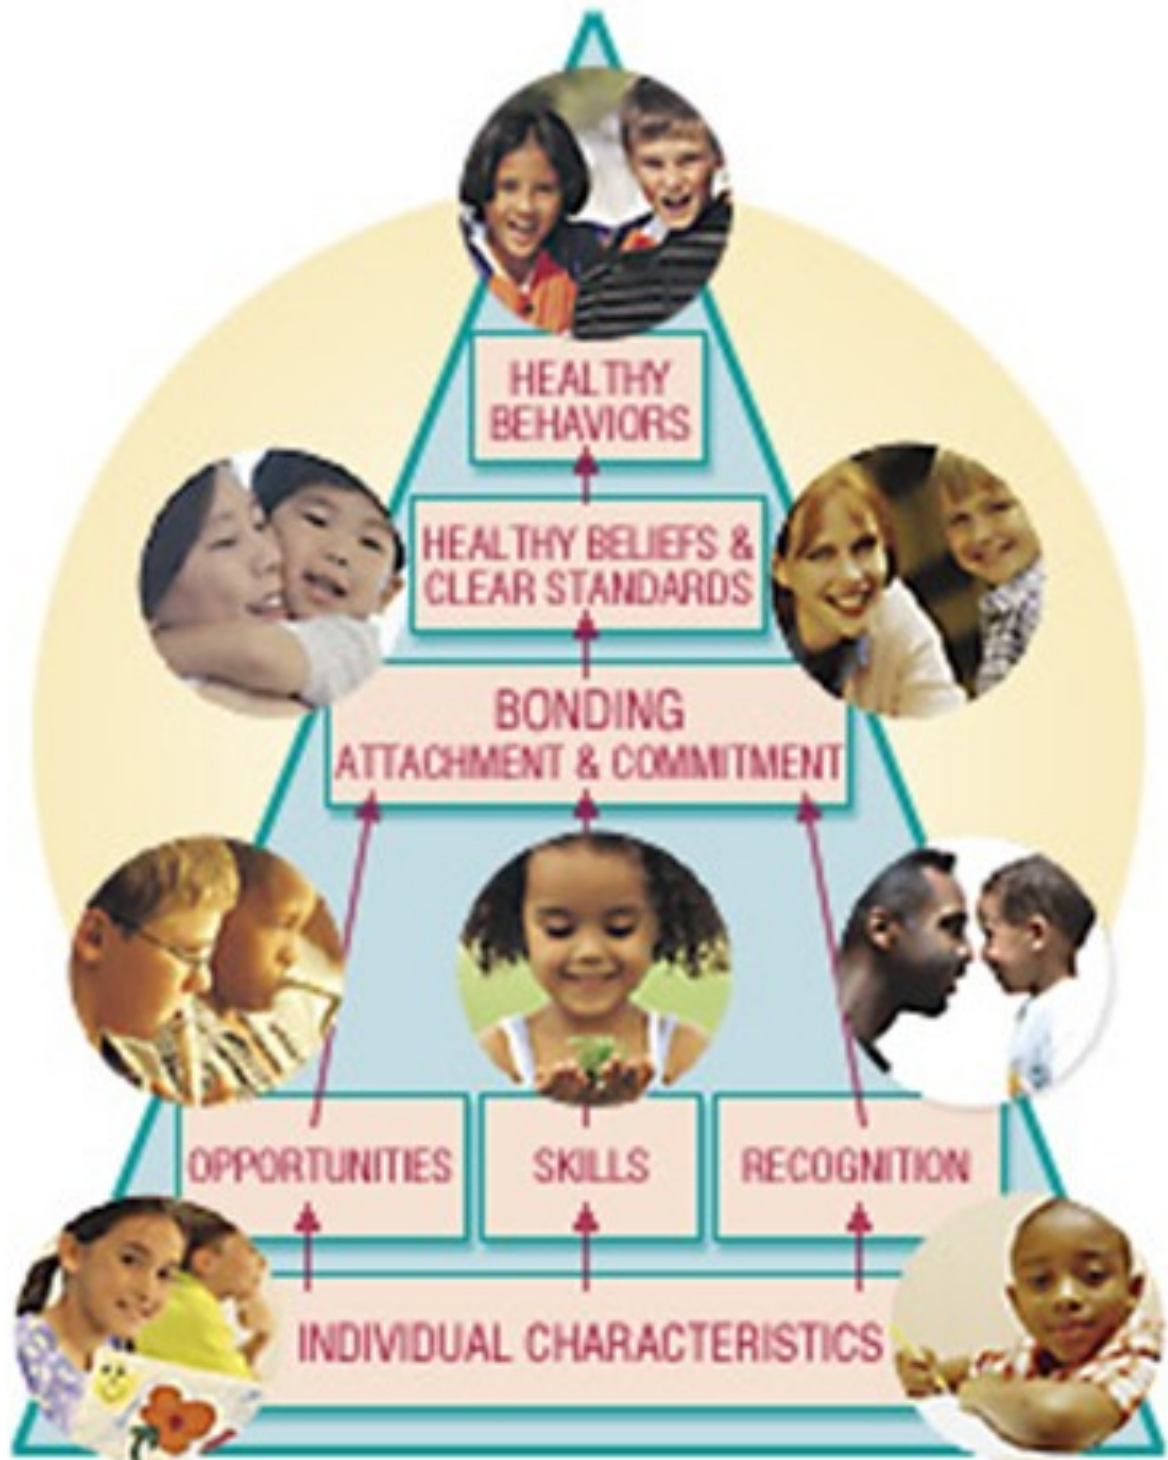 HEALTHY
BEHAVIORS
HEALTHY BELIEFS &
CLEAR STANDARDS
BONDING
ATTACHMENT & COMMITMENT
OPPORTUNITIES
SKILLS
RECOGNITION
INDIVIDUAL CHARACTERISTICS